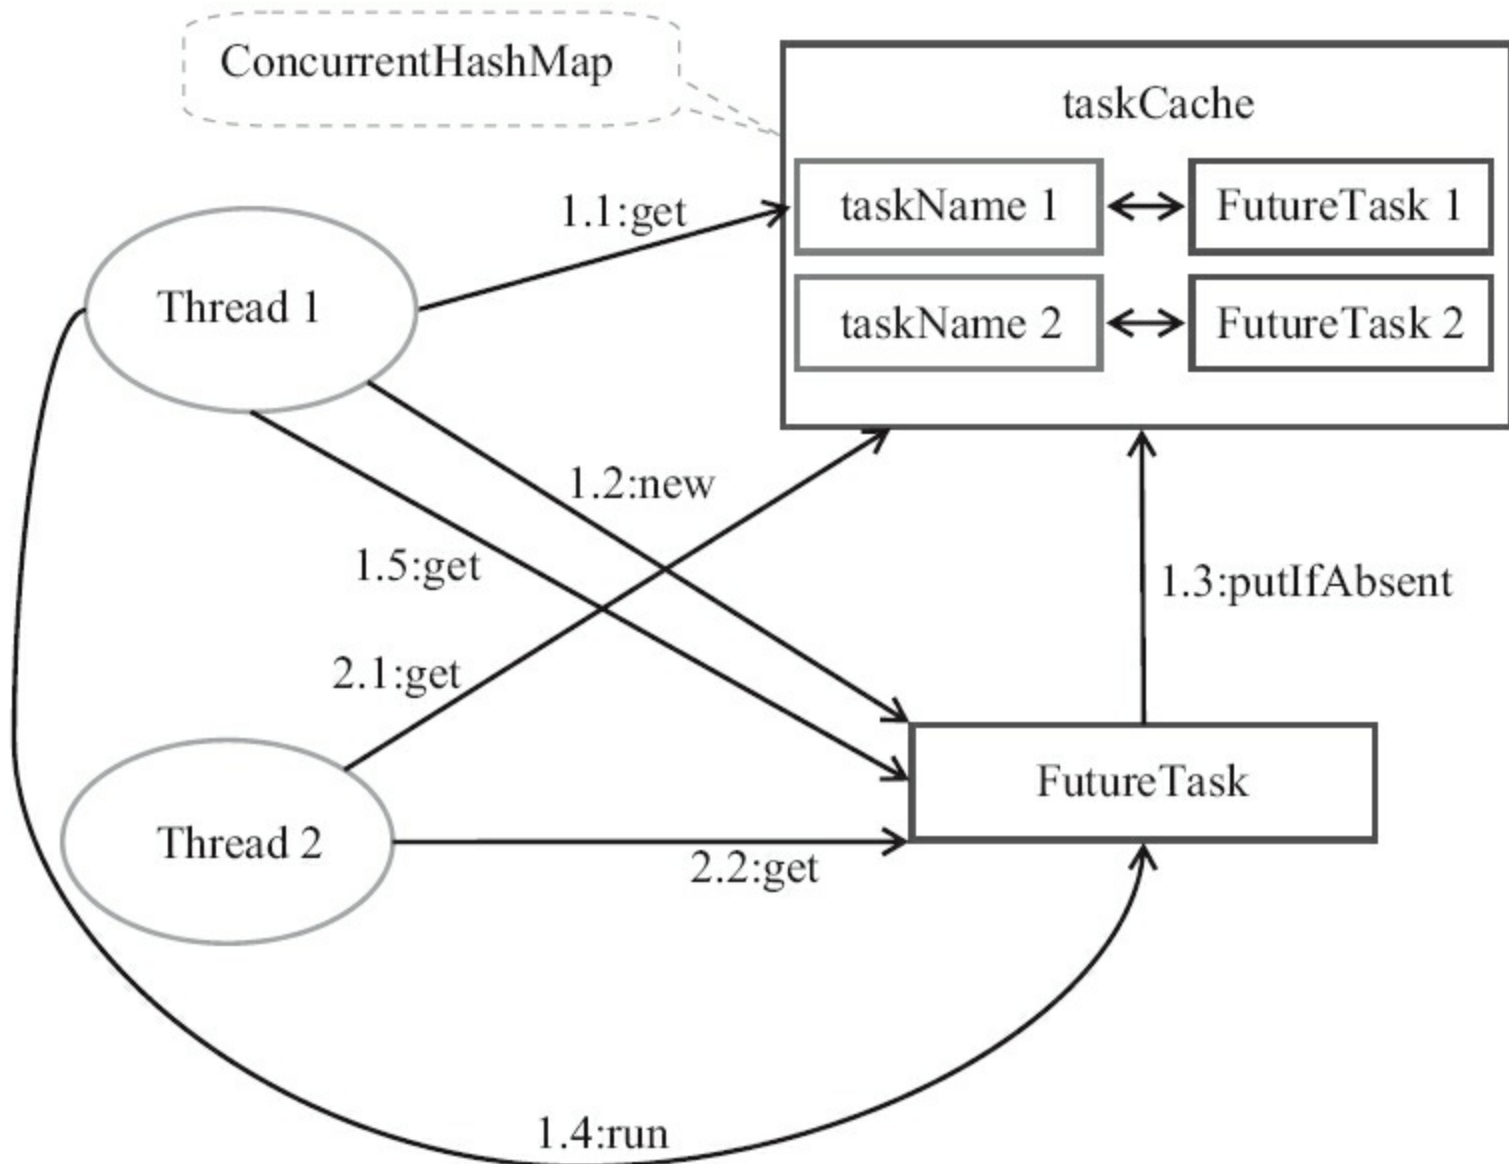 ConcurrentHashMap
taskCache
taskName 1
FutureTask 1
1.1:get
Thread 1
taskName 2
FutureTask 2
1.2:new
1.5:get
1.3:putIfAbsent
2.1:get
FutureTask
Thread 2
2.2:get
1.4:run